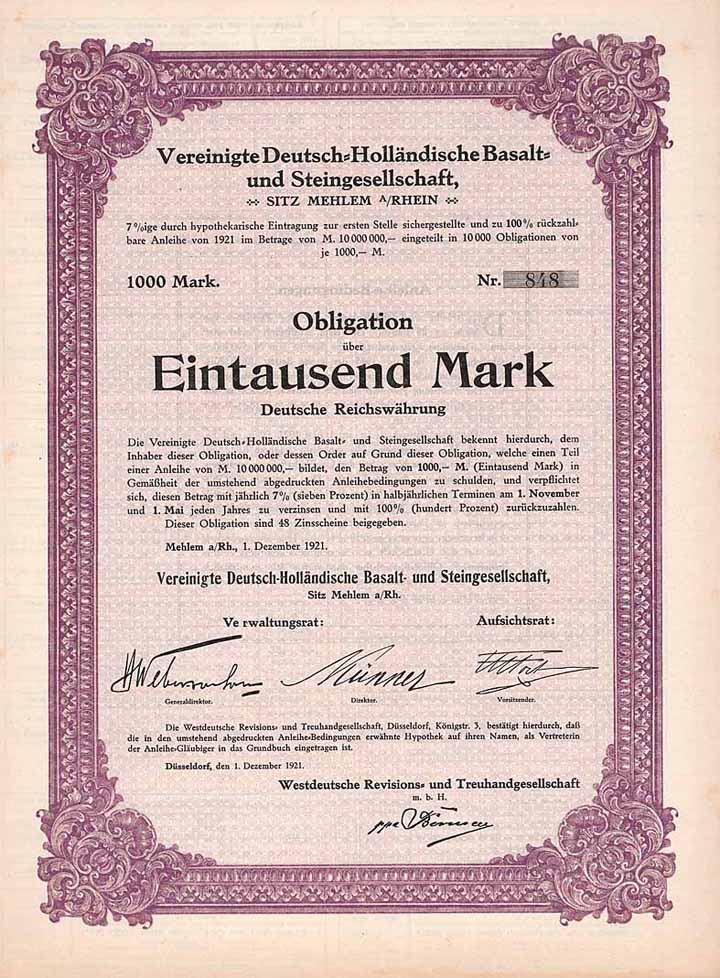 Vereinigte Deutsch=Holländische Basalt=
und Steingesellschaft,
SITZ MEHLEM A/RHEIN
7%ige durch hypothekarische Eintragung zur ersten Stelle sichergestellte und zu 100% rückzahl=
bare Anleihe von 1921 im Betrage von M. 10 000 000,— eingeteilt in 10 000 Obligationen von
je 1000,— M.
1000 Mark. Nr. 848
Obligation
über
Eintausend Mark
Deutsche Reichswährung
Die Vereinigte Deutsch=Holländische Basalt= und Steingesellschaft bekennt hierdurch, dem
Inhaber dieser Obligation, oder dessen Order auf Grund dieser Obligation, welche einen Teil
einer Anleihe von M. 10 000 000,— bildet, den Betrag von 1000,— M. (Eintausend Mark) in
Gemäßheit der umstehend abgedruckten Anleihebedingungen zu schulden, und verpflichtet
sich, diesen Betrag mit jährlich 7% (sieben Prozent) in halbjährlichen Terminen am 1. November
und 1. Mai jeden Jahres zu verzinsen und mit 100% (hundert Prozent) zurückzuzahlen.
Dieser Obligation sind 48 Zinsscheine beigegeben.
Mehlem a/Rh., 1. Dezember 1921.
Vereinigte Deutsch-Holländische Basalt- und Steingesellschaft,
Sitz Mehlem a/Rh.
Verwaltungsrat: Aufsichtsrat:
Generaldirektor. Direktor. Vorsitzender.
Die Westdeutsche Revisions= und Treuhandgesellschaft, Düsseldorf, Königstr. 3, bestätigt hierdurch, daß
die in den umstehend abgedruckten Anleihe=Bedingungen erwähnte Hypothek auf ihren Namen, als Vertreterin
der Anleihe=Gläubiger in das Grundbuch eingetragen ist.
Düsseldorf, den 1. Dezember 1921.
Westdeutsche Revisions= und Treuhandgesellschaft
m. b. H.
ppa